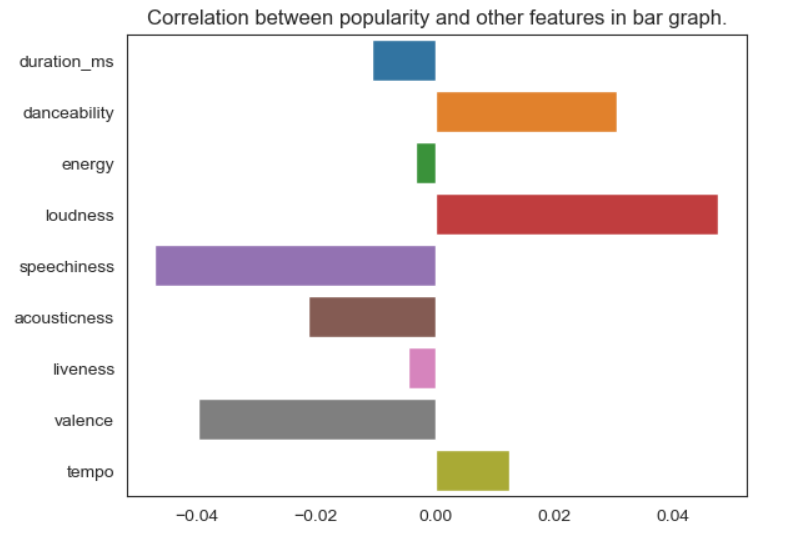 Correlation between popularity and other features in bar graph.
duration_ms
danceability
energy
loudness
speechiness
acousticness
liveness
valence
tempo
−0.04 −0.02 0.00 0.02 0.04